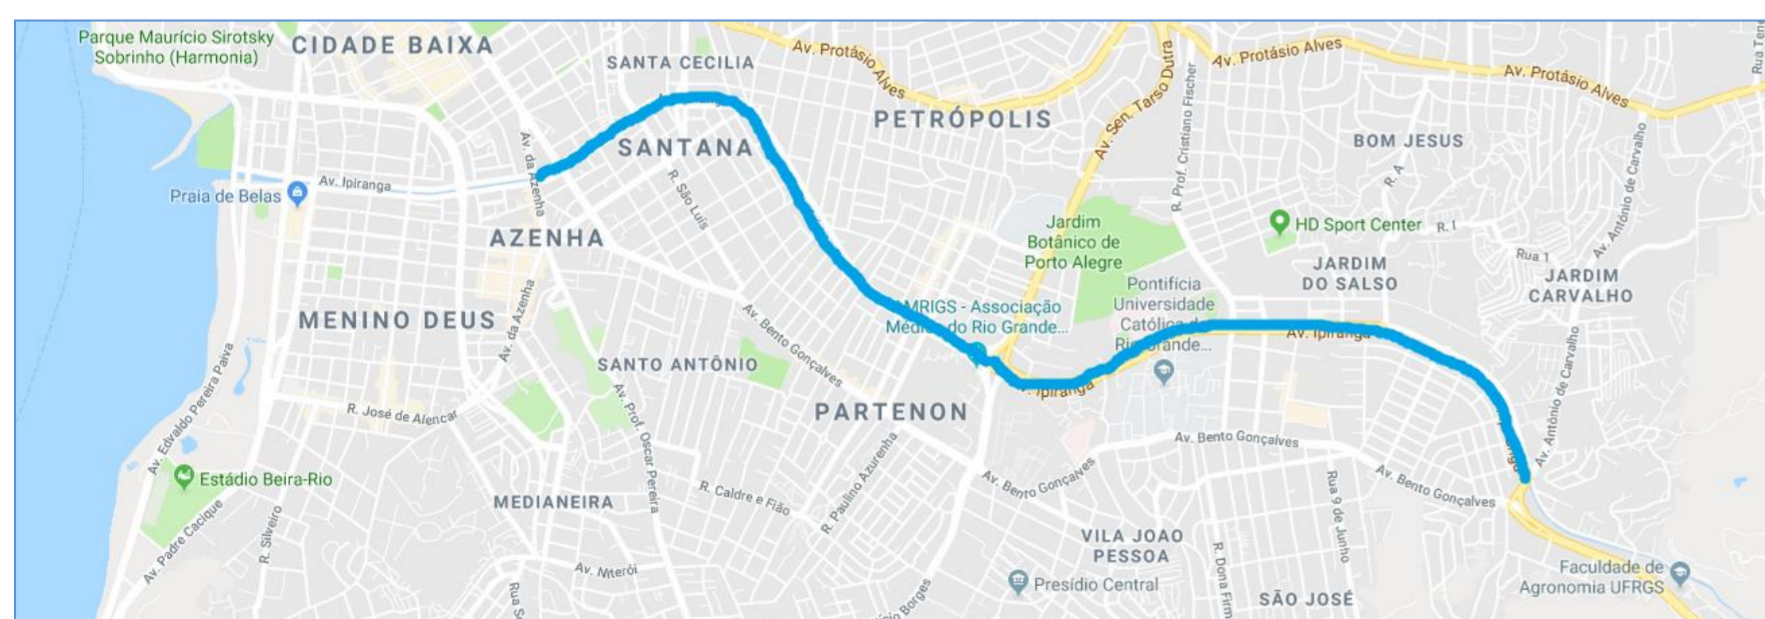 Parque Maurício Sirotsky
Sobrinho (Harmonia)
CIDADE BAIXA
SANTA CECILIA
Av. Protásio Alves
Av. Sen. Tarso Dutra
R. Prof. Cristiano Fischer
Av. Protásio Alves
Av. Protásio Alves
PETRÓPOLIS
BOM JESUS
SANTANA
Av. da Azenha
Av. Ipiranga
Praia de Belas
R. São Luís
R. A
Av. Antônio de Carvalho
HD Sport Center
R. I
Jardim
Botânico de
Porto Alegre
AZENHA
Rua 1
JARDIM
DO SALSO
JARDIM
CARVALHO
Pontifícia
Universidade
Católica
Rio Grande...
AMRIGS - Associação
Médica do Rio Grande...
MENINO DEUS
Av. da Azenha
Av. Bento Gonçalves
Av. Ipiranga
SANTO ANTÔNIO
Av. Edvaldo Pereira Paiva
R. José de Alencar
Av. Prof. Oscar Pereira
PARTENON
Ipiranga
Av. Antônio de Carvalho
Av. Bento Gonçalves
Estádio Beira-Rio
R. Paulino Azurenha
Av. Bento Gonçalves
Av. Bento Gonçalves
MEDIANEIRA
R. Caldre e Fião
Rua 9 de Junho
Av. Padre Cacique
R. Silveiro
VILA JOAO
PESSOA
R. Dona Firm
Av. Niterói
Presídio Central
SÃO JOSÉ
Faculdade de
Agronomia UFRGS
Borges